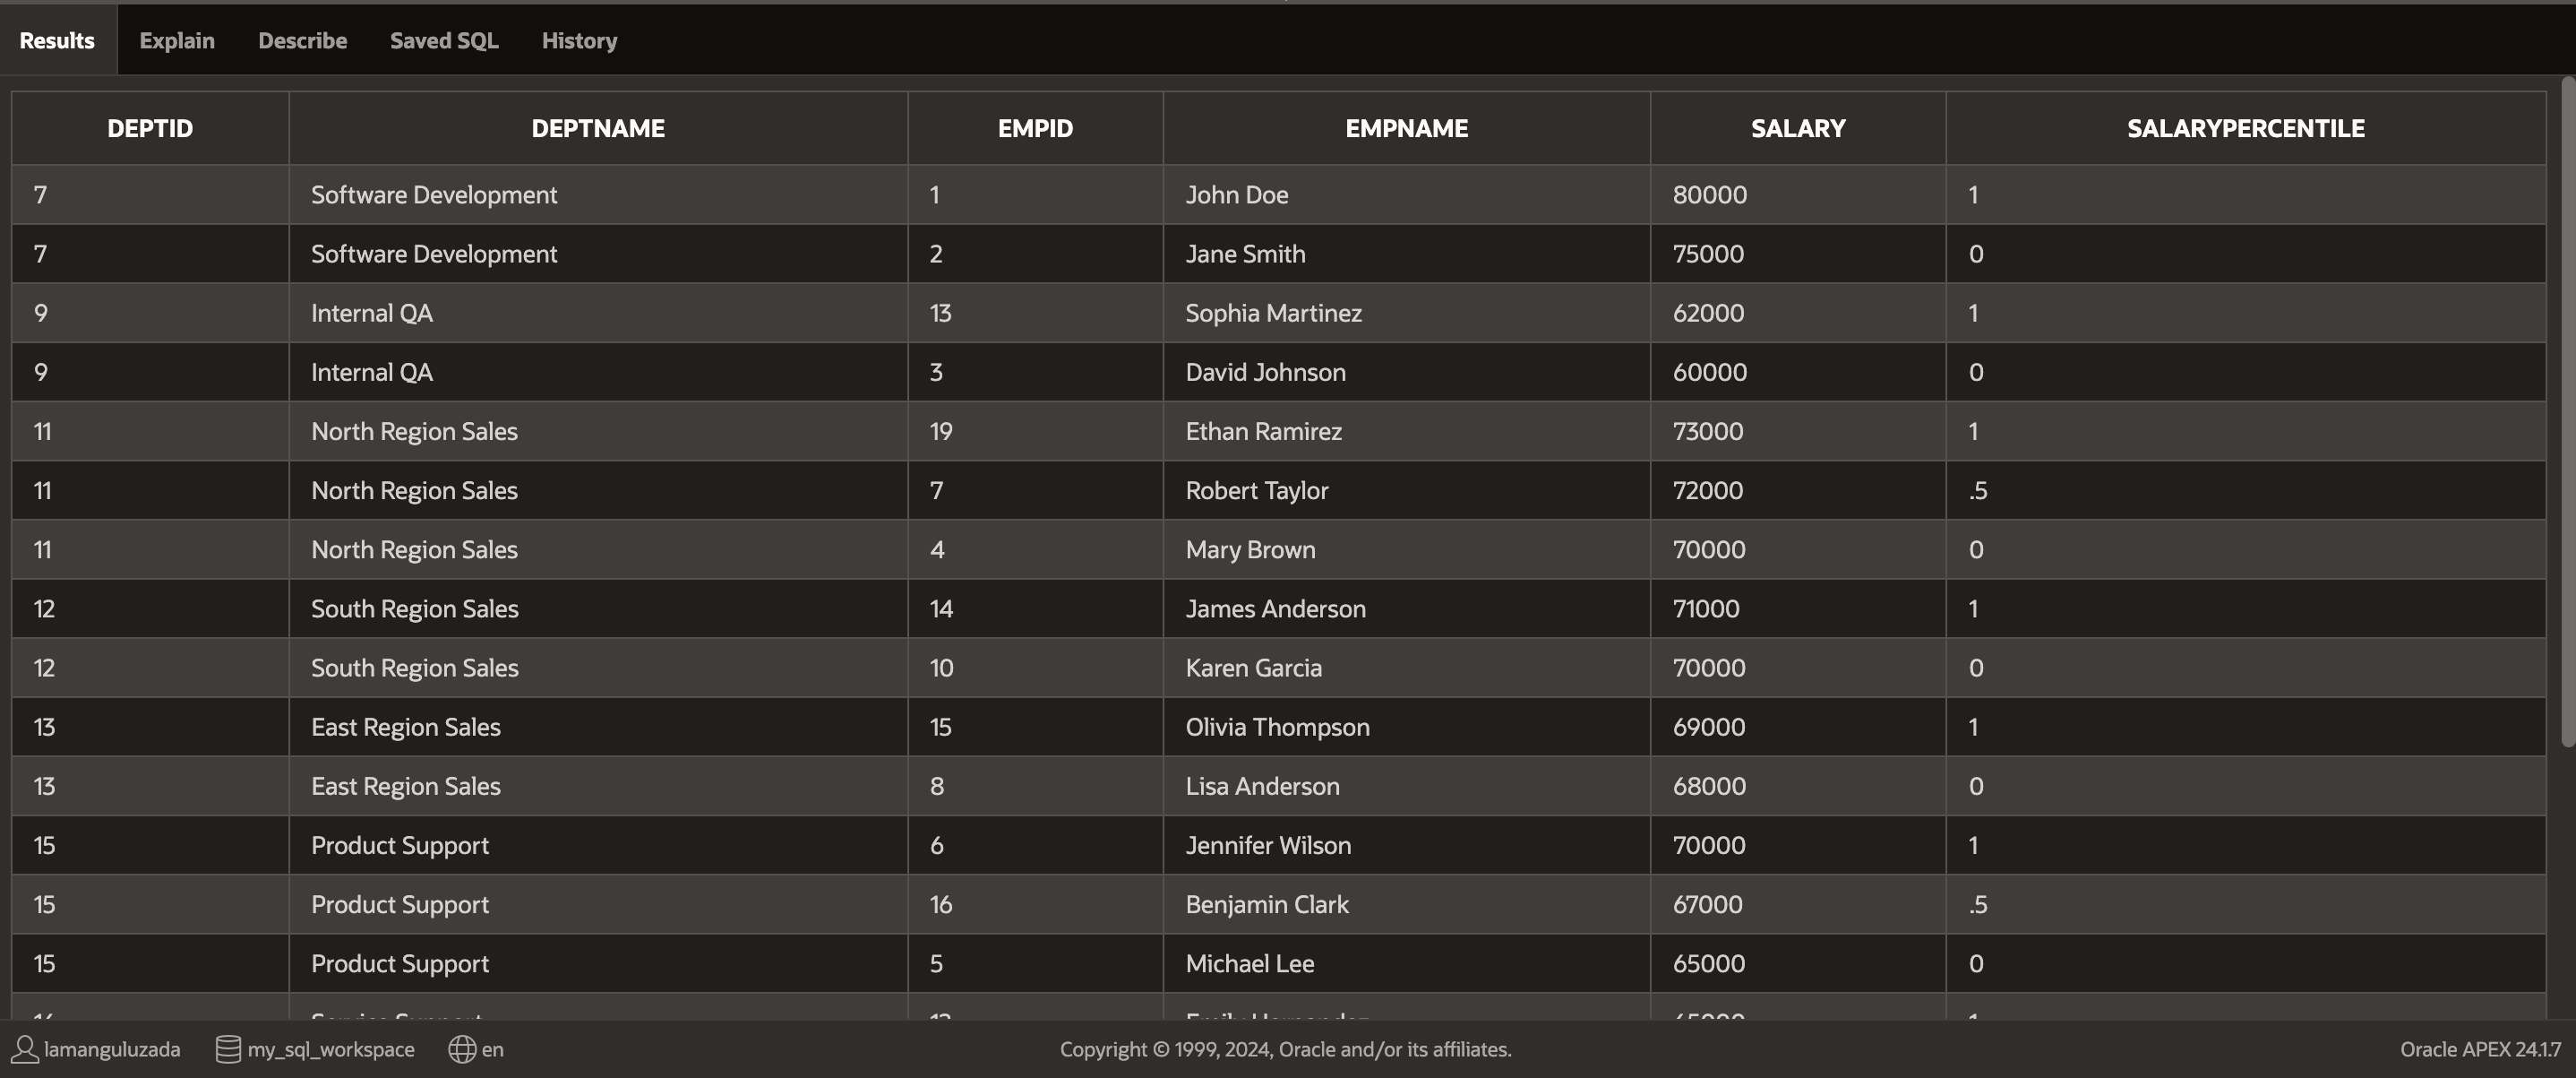 Results Explain Describe Saved SQL History
DEPTID DEPTNAME EMPID EMPNAME SALARY SALARYPERCENTILE
7 Software Development 1 John Doe 80000 1
7 Software Development 2 Jane Smith 75000 0
9 Internal QA 13 Sophia Martinez 62000 1
9 Internal QA 3 David Johnson 60000 0
11 North Region Sales 19 Ethan Ramirez 73000 1
11 North Region Sales 7 Robert Taylor 72000 .5
11 North Region Sales 4 Mary Brown 70000 0
12 South Region Sales 14 James Anderson 71000 1
12 South Region Sales 10 Karen Garcia 70000 0
13 East Region Sales 15 Olivia Thompson 69000 1
13 East Region Sales 8 Lisa Anderson 68000 0
15 Product Support 6 Jennifer Wilson 70000 1
15 Product Support 16 Benjamin Clark 67000 .5
15 Product Support 5 Michael Lee 65000 0
lamanguluzada my_sql_workspace en Copyright © 1999, 2024, Oracle and/or its affiliates. Oracle APEX 24.1.7